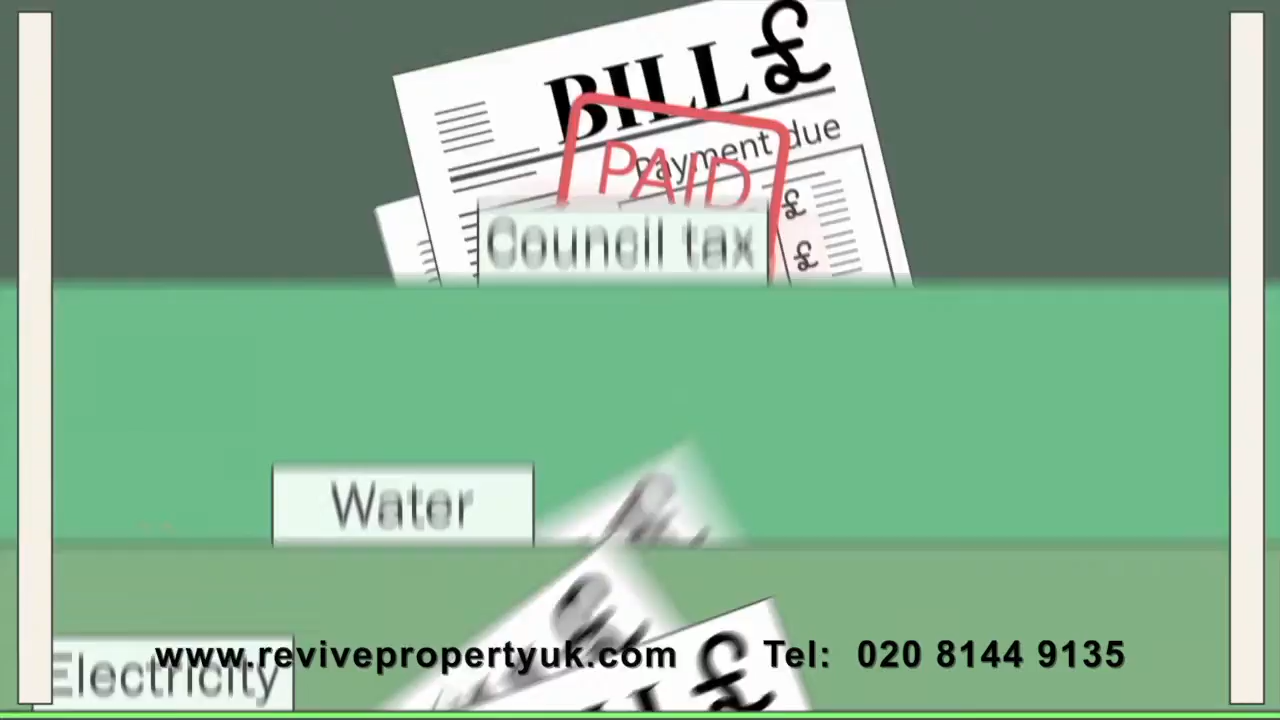 BILL £
Payment due
PAID
£
Council tax
£
Water
Electricity
www.revivepropertyuk.com Tel: 020 8144 9135
£